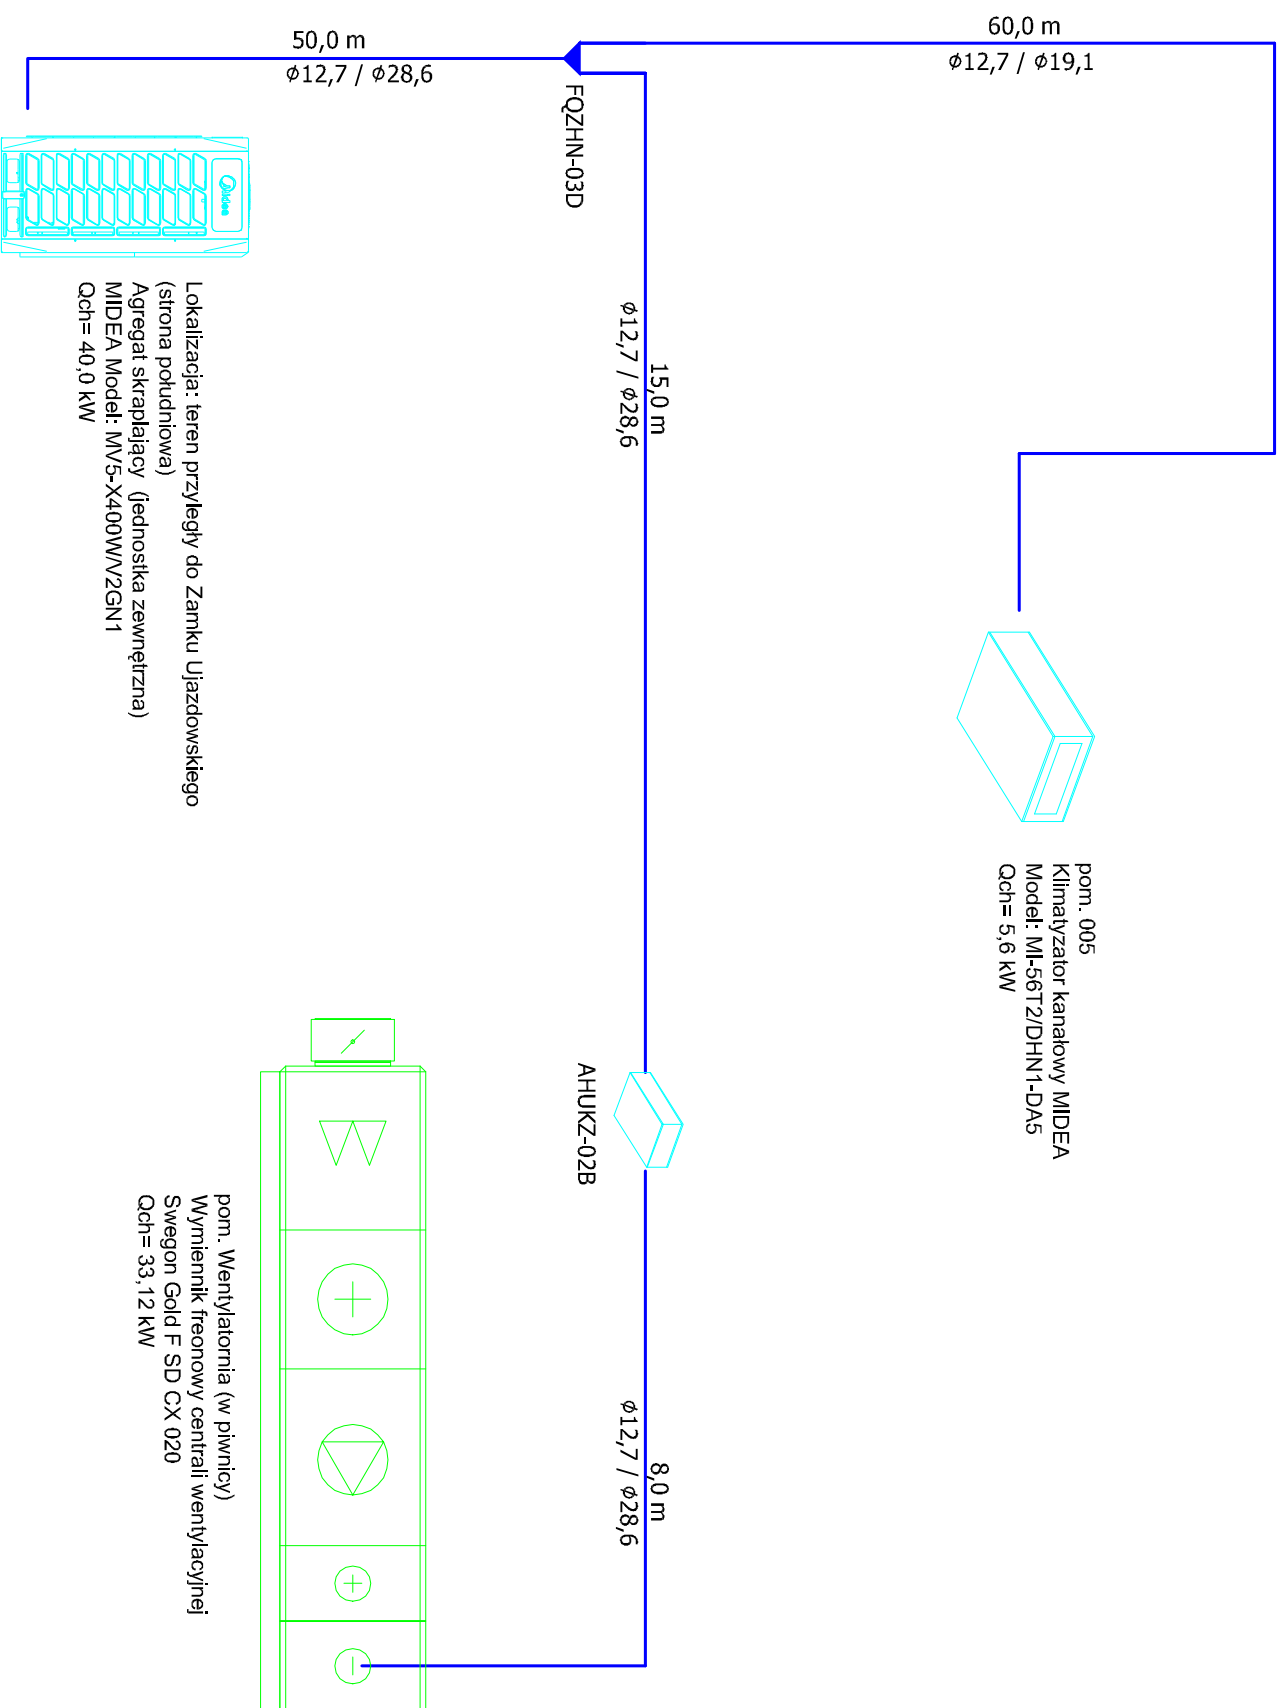 60,0 m
ϕ12,7 / ϕ19,1
50,0 m
ϕ12,7 / ϕ28,6
FQZHN-03D
Midea
Lokalizacja: teren przyległy do Zamku Ujazdowskiego
(strona południowa)
Agregat skraplający (jednostka zewnętrzna)
MIDEA Model: MV5-X400W/V2GN1
Qch= 40,0 kW
15,0 m
ϕ12,7 / ϕ28,6
pom. 005
Klimatyzator kanałowy MIDEA
Model: MI-56T2/DHN1-DA5
Qch= 5,6 kW
AHUKZ-02B
8,0 m
ϕ12,7 / ϕ28,6
pom. Wentylatornia (w piwnicy)
Wymiennik freonowy centrali wentylacyjnej
Swegon Gold F SD CX 020
Qch= 33,12 kW